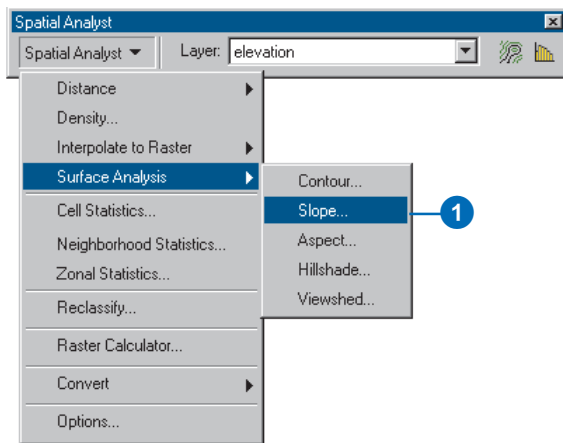 Spatial Analyst
Spatial Analyst Layer: elevation
Distance
Density...
Interpolate to Raster
Surface Analysis
Cell Statistics...
Neighborhood Statistics...
Zonal Statistics...
Reclassify...
Raster Calculator...
Convert
Options...
Contour...
Slope...
1
Aspect...
Hillshade...
Viewshed...